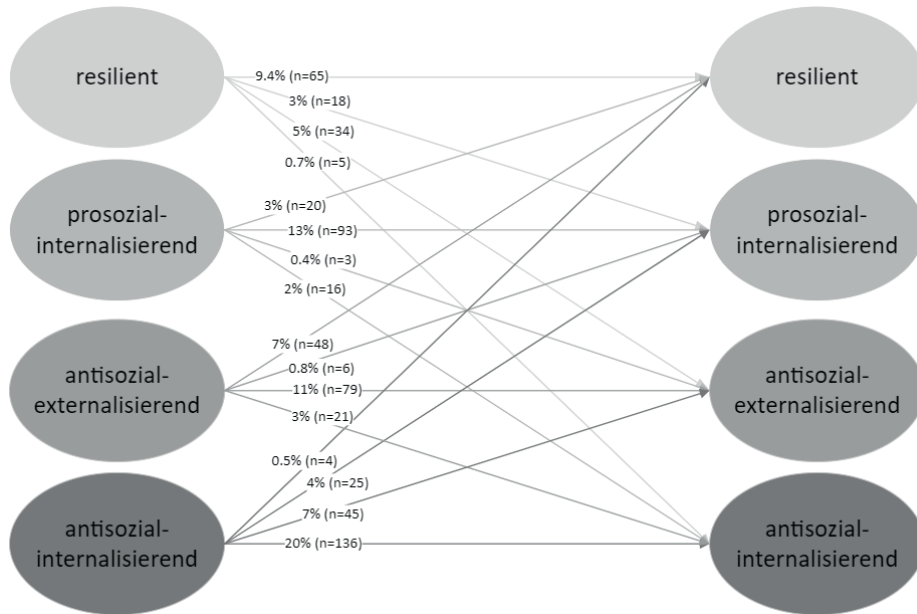 resilient
9.4% (n=65)
3% (n=18)
5% (n=34)
0.7% (n=5)
resilient
prosozial-
internalisierend
3% (n=20)
13% (n=93)
0.4% (n=3)
2% (n=16)
prosozial-
internalisierend
antisozial-
externalisierend
7% (n=48)
0.8% (n=6)
11% (n=79)
3% (n=21)
antisozial-
externalisierend
antisozial-
internalisierend
0.5% (n=4)
4% (n=25)
7% (n=45)
20% (n=136)
antisozial-
internalisierend